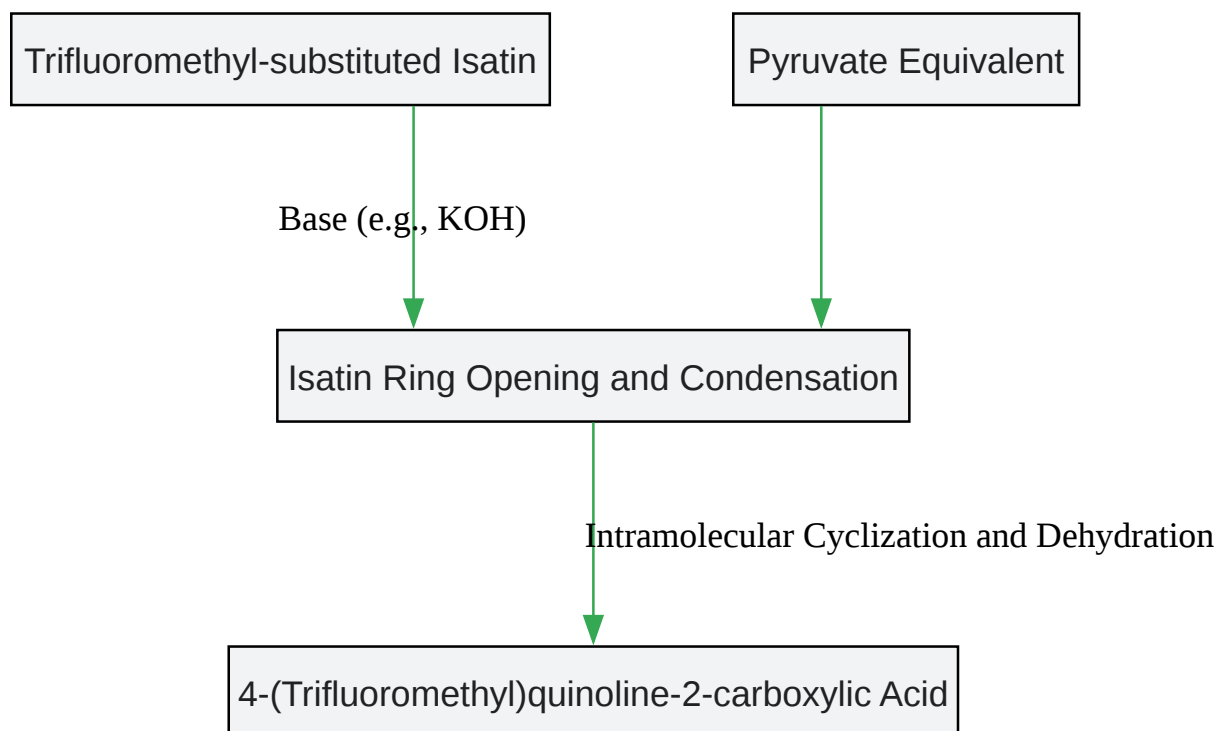 Trifluoromethyl-substituted Isatin
Pyruvate Equivalent
Base (e.g., KOH)
Isatin Ring Opening and Condensation
Intramolecular Cyclization and Dehydration
4-(Trifluoromethyl)quinoline-2-carboxylic Acid